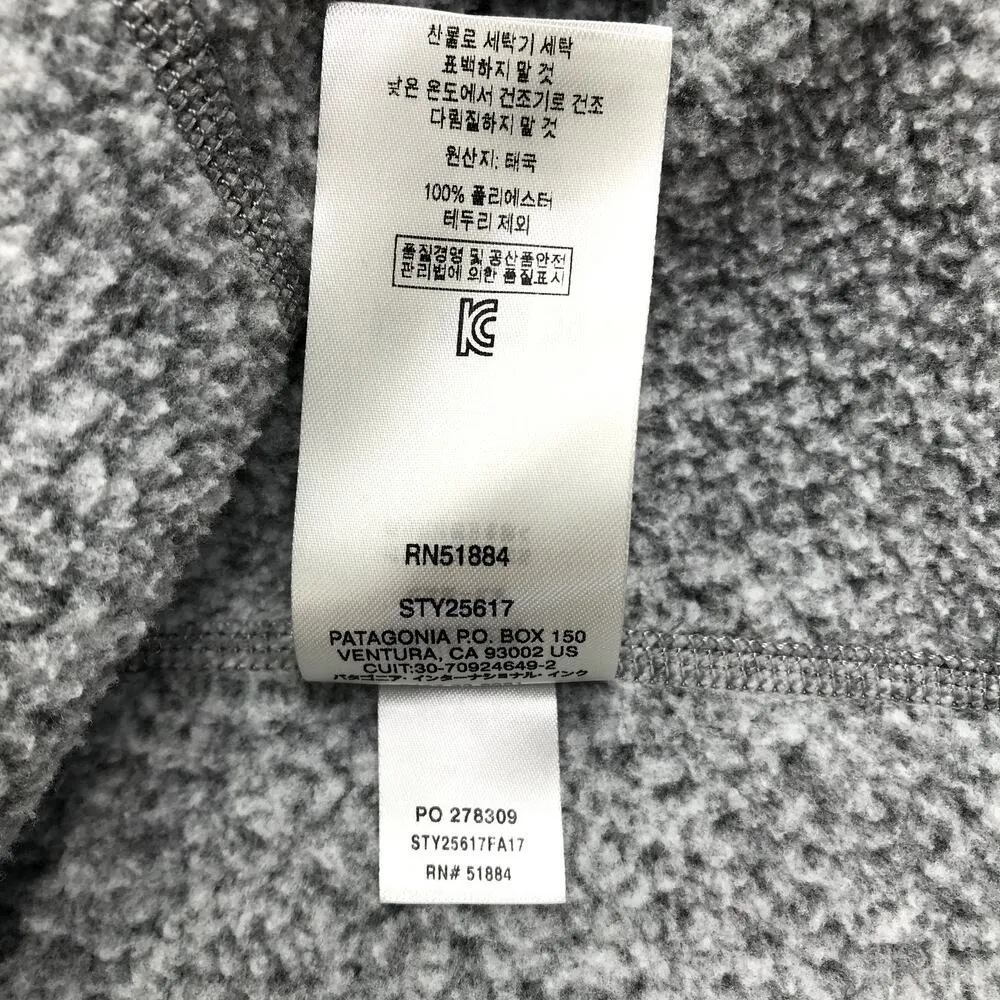 찬물로 세탁기 세탁
표백하지 말 것
낮은 온도에서 건조기로 건조
다림질하지 말 것
원산지: 태국
100% 폴리에스터
테두리 제외
품질경영 및 공산품안전
관리법에 의한 품질표시
KC
RN51884
STY25617
PATAGONIA P.O. BOX 150
VENTURA, CA 93002 US
CUIT:30-70924649-2
パタゴニア・インターナショナル・インク
PO 278309
STY25617FA17
RN# 51884